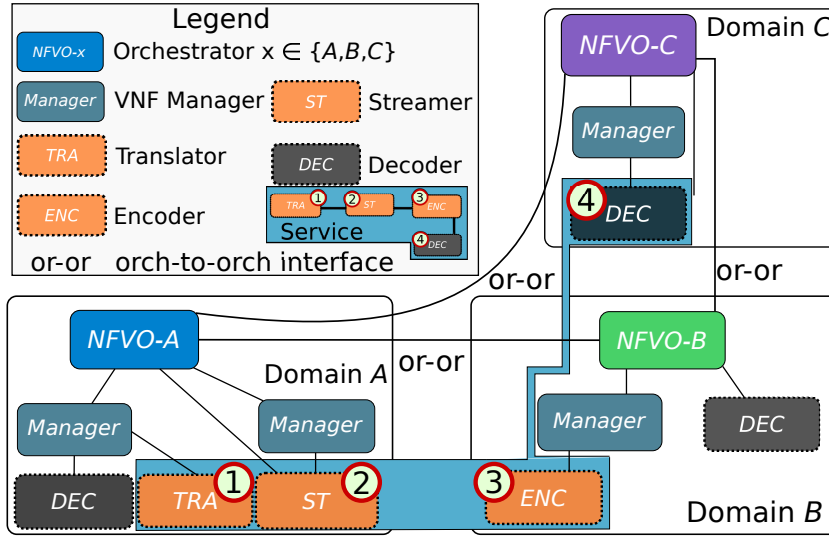 Legend
NFVO-x Orchestrator x ∈ {A,B,C}
Manager VNF Manager
ST Streamer
TRA Translator
DEC Decoder
ENC Encoder
TRA 1 2 ST 3 ENC
Service
4 DEC
or-or orch-to-orch interface
NFVO-C Domain C
Manager
4 DEC
or-or
or-or
NFVO-A
NFVO-B
or-or
Domain A
Manager
Manager
Manager
DEC
DEC
TRA 1
ST 2
3 ENC
Domain B